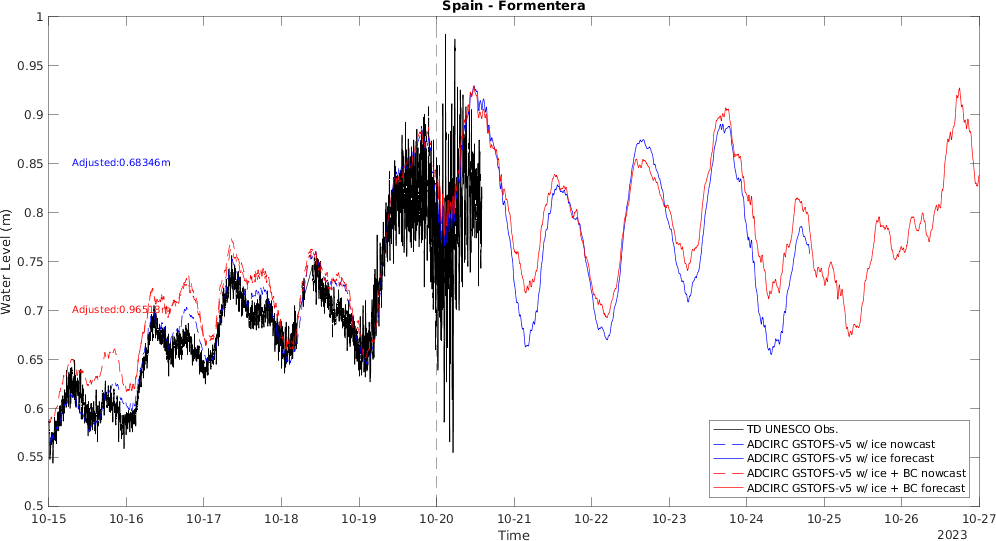 Spain - Formentera
1
0.95
0.9
0.85
0.8
0.75
0.7
0.65
0.6
0.55
0.5
Water Level (m)
Adjusted:0.68346m
Adjusted:0.96513m
TD UNESCO Obs.
ADCIRC GSTOFS-v5 w/ ice nowcast
ADCIRC GSTOFS-v5 w/ ice forecast
ADCIRC GSTOFS-v5 w/ ice + BC nowcast
ADCIRC GSTOFS-v5 w/ ice + BC forecast
10-15 10-16 10-17 10-18 10-19 10-20 10-21 10-22 10-23 10-24 10-25 10-26 10-27
Time
2023